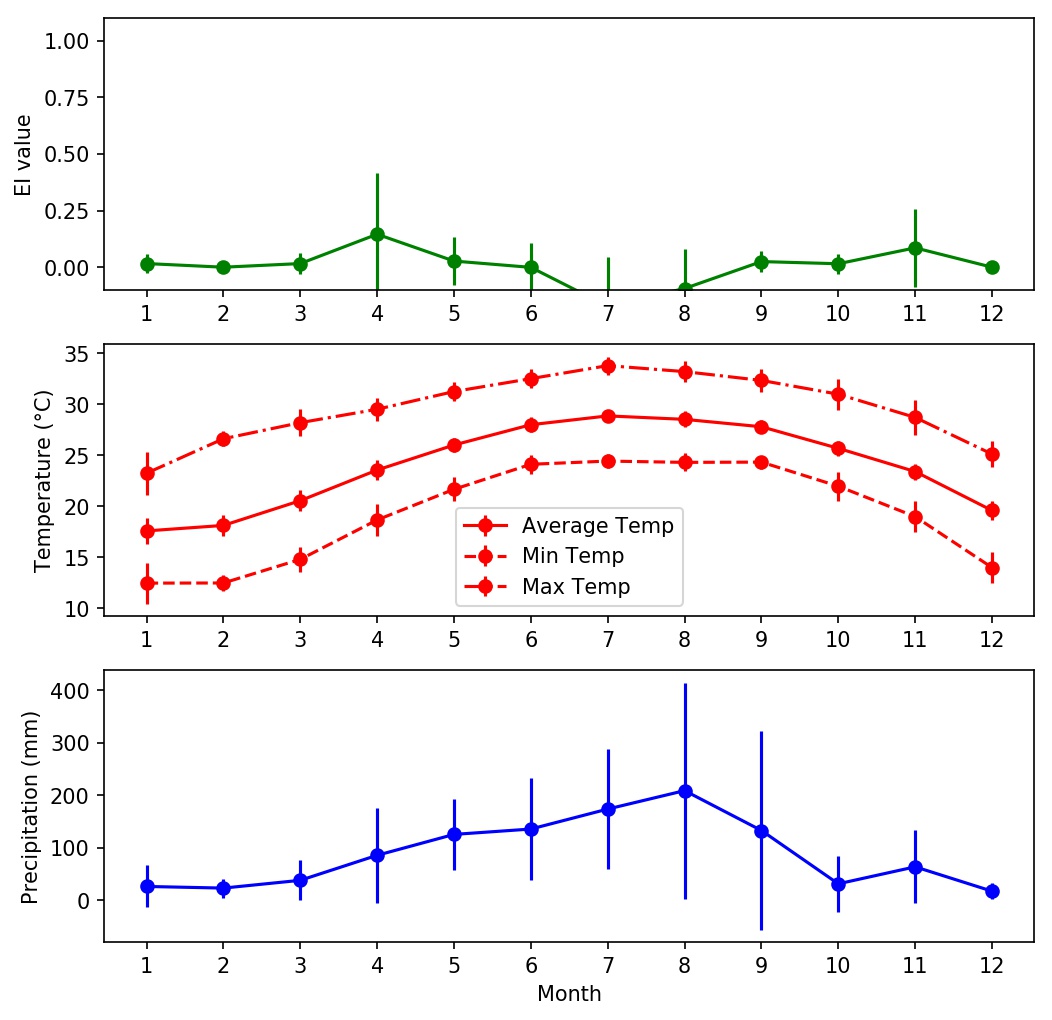 1.00
0.75
0.50
0.25
0.00
EI value
1 2 3 4 5 6 7 8 9 10 11 12
35
30
25
20
15
10
Temperature (°C)
Average Temp
Min Temp
Max Temp
1 2 3 4 5 6 7 8 9 10 11 12
400
300
200
100
0
Precipitation (mm)
1 2 3 4 5 6 7 8 9 10 11 12
Month